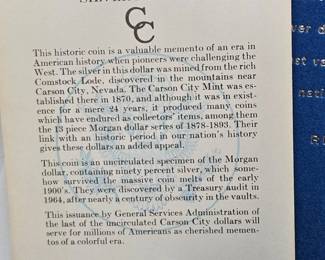 CC
This historic coin is a valuable memento of an era in
American history when pioneers were challenging the
West. The silver in this dollar was mined from the rich
Comstock Lode, discovered in the mountains near
Carson City, Nevada. The Carson City Mint was es-
tablished there in 1870, and although it was in exist-
ence for a mere 24 years, it produced many coins
which have endured as collectors' items, among them
the 13 piece Morgan dollar series of 1878-1893. Their
link with an historic period in our nation's history
gives these dollars an added appeal.
This coin is an uncirculated specimen of the Morgan
dollar, containing ninety percent silver, which some-
how survived the massive coin melts of the early
1900's. They were discovered by a Treasury audit in
1964, after nearly a century of obscurity in the vaults.
This issuance by General Services Administration of
the last of the uncirculated Carson City dollars will
serve for millions of Americans as cherished memen-
tos of a colorful era.